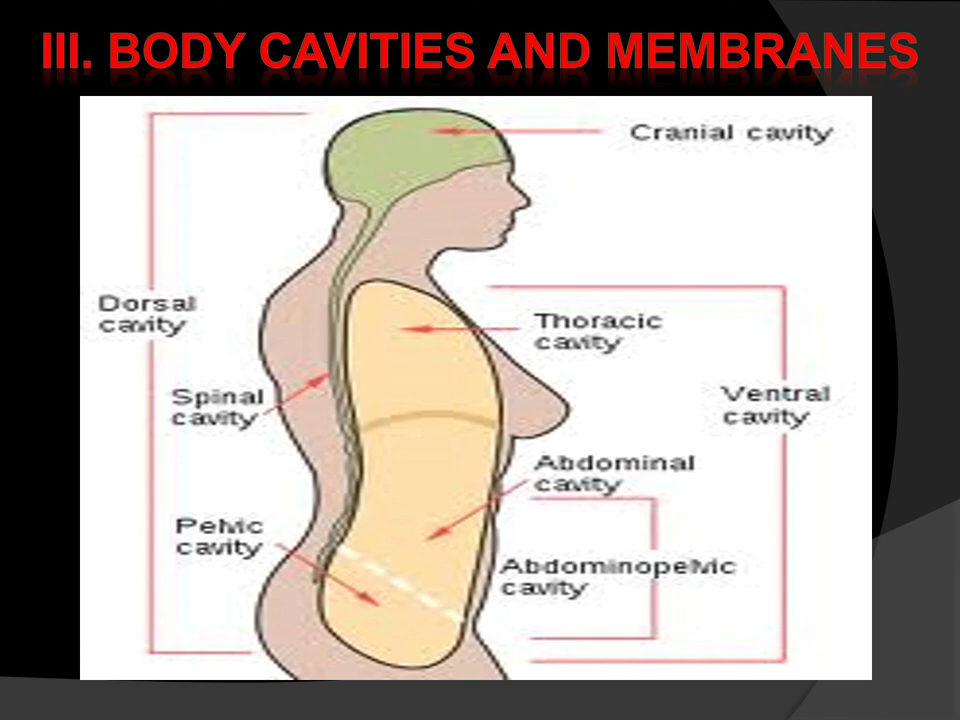 III. BODY CAVITIES AND MEMBRANES
Cranial cavity
Dorsal
cavity
Thoracic
cavity
Spinal
cavity
Ventral
cavity
Abdominal
cavity
Pelvic
cavity
Abdominopelvic
cavity